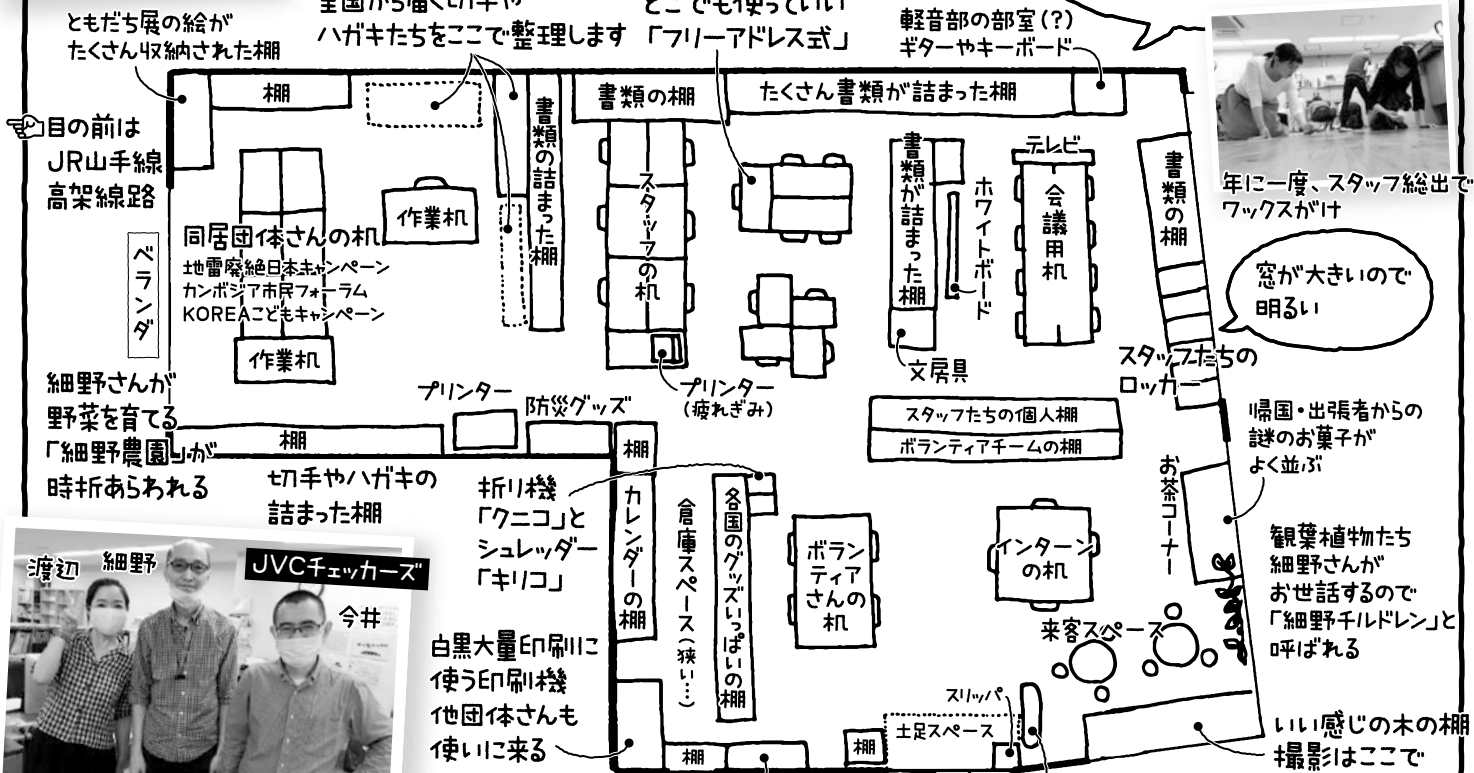 ともだち展の絵が
たくさん収納された棚
全国から届く切手や
ハガキたちをここで整理します
どこでも使っていい
「フリーアドレス式」
軽音部の部室(?)
ギターやキーボード
年に一度、スタッフ総出で
ワックスがけ
目の前は
JR山手線
高架線路
棚
書類の詰まった棚
書類の棚
たくさん書類が詰まった棚
作業机
スタッフの机
書類が詰まった棚
ホワイトボード
テレビ
会議用机
書類の棚
ベランダ
同居団体さんの机
地雷廃絶日本キャンペーン
カンボジア市民フォーラム
KOREAこどもキャンペーン
作業机
窓が大きいので
明るい
文房具
スタッフたちの
ロッカー
細野さんが
野菜を育てる
「細野農園」が
時折あらわれる
プリンター
防災グッズ
プリンター
(疲れぎみ)
棚
棚
スタッフたちの個人棚
ボランティアチームの棚
帰国・出張者からの
謎のお菓子が
よく並ぶ
お茶コーナー
切手やハガキの
詰まった棚
折り機
「クニコ」と
シュレッダー
「キリコ」
カレンダーの棚
倉庫スペース(狭い…)
各国のグッズいっぱいの棚
ボラン
ティア
さんの
机
インターン
の机
観葉植物たち
細野さんが
お世話するので
「細野チルドレン」と
呼ばれる
渡辺
細野
JVCチェッカーズ
今井
来客スペース
白黒大量印刷に
使う印刷機
他団体さんも
使いに来る
スリッパ
土足スペース
棚
棚
いい感じの木の棚
撮影はここで